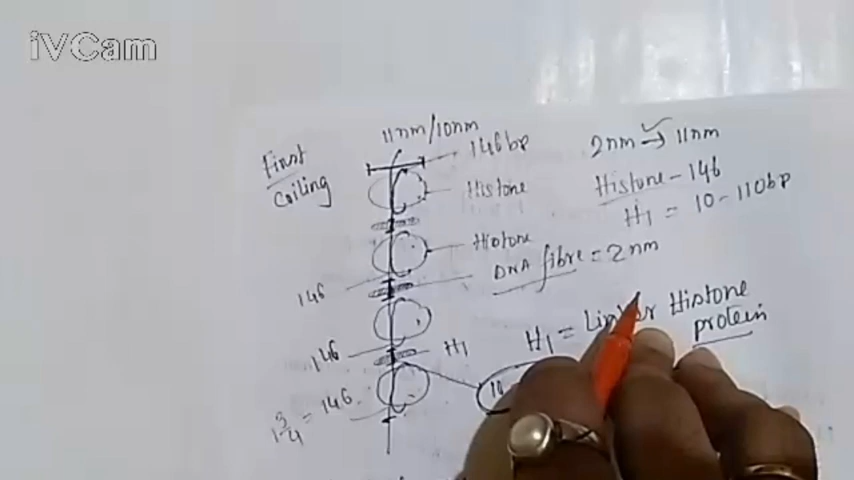 iVCam
First
Coiling
11nm/10nm
146bp
Histone
Histone
DNA fibre = 2nm
146
146
H1
1 3/4 = 146
10
2nm → 11nm
Histone - 146
H1 = 10 - 110bp
H1 = Histone
protein